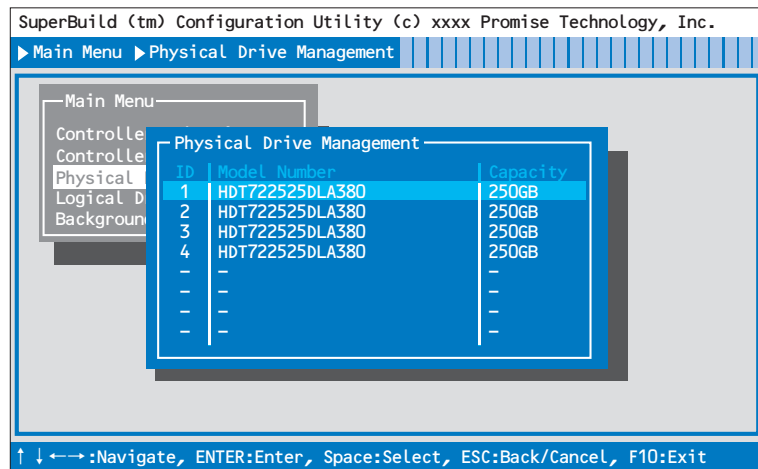 SuperBuild (tm) Configuration Utility (c) xxxx Promise Technology, Inc.
Main Menu Physical Drive Management
Main Menu
Controlle
Controlle
Physical
Logical D
Backgroun
Physical Drive Management
ID Model Number Capacity
1 HDT722525DLA380 250GB
2 HDT722525DLA380 250GB
3 HDT722525DLA380 250GB
4 HDT722525DLA380 250GB
– – –
– – –
– – –
– – –
↑ ↓ ←→ :Navigate, ENTER:Enter, Space:Select, ESC:Back/Cancel, F10:Exit